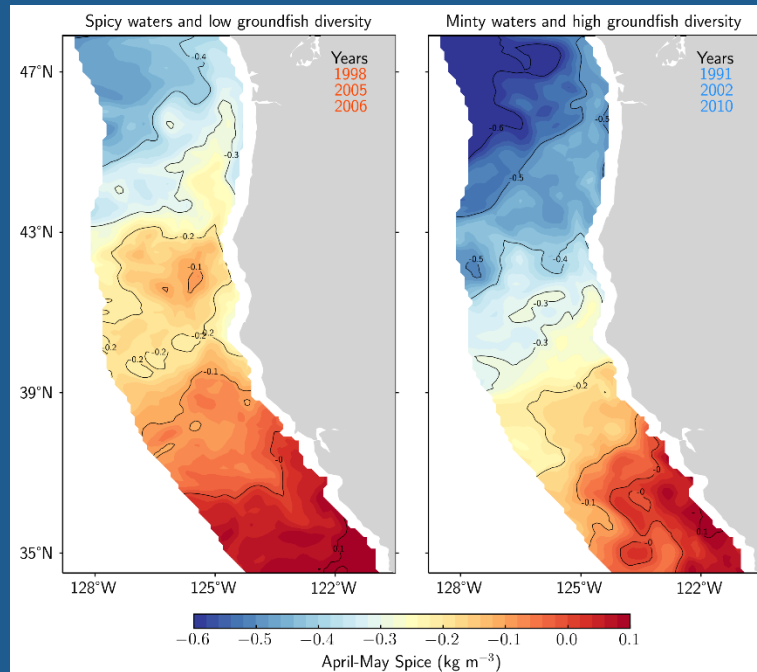 Spicy waters and low groundfish diversity
Years
1998
2005
2006
47°N
43°N
39°N
35°N
128°W
125°W
122°W
-0.4
-0.3
0.2
-0.1
-0.2
0.2
-0.2
0.2
-0.1
-0
0.1
Minty waters and high groundfish diversity
Years
1991
2002
2010
128°W
125°W
122°W
-0.6
-0.5
-0.5
-0.5
-0.4
-0.3
-0.3
-0.2
-0.1
-0
-0
-0
0.1
−0.6
−0.5
−0.4
−0.3
−0.2
−0.1
0.0
0.1
April-May Spice (kg m⁻³)